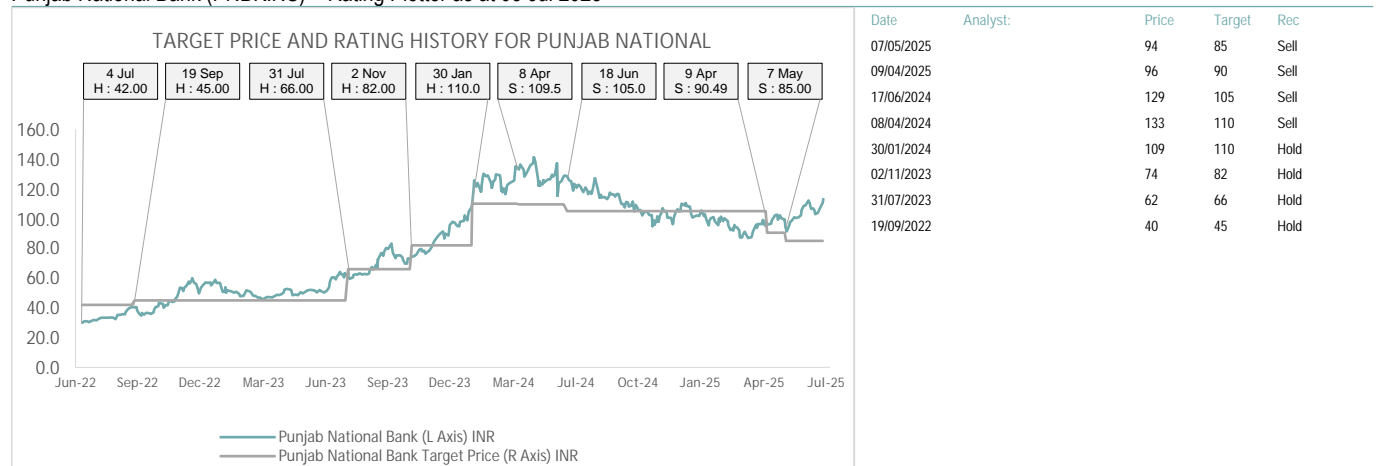 TARGET PRICE AND RATING HISTORY FOR PUNJAB NATIONAL
4 Jul
H : 42.00
19 Sep
H : 45.00
31 Jul
H : 66.00
2 Nov
H : 82.00
30 Jan
H : 110.0
8 Apr
S : 109.5
18 Jun
S : 105.0
9 Apr
S : 90.49
7 May
S : 85.00
160.0
140.0
120.0
100.0
80.0
60.0
40.0
20.0
0.0
Jun-22 Sep-22 Dec-22 Mar-23 Jun-23 Sep-23 Dec-23 Mar-24 Jul-24 Oct-24 Jan-25 Apr-25 Jul-25
Punjab National Bank (L Axis) INR
Punjab National Bank Target Price (R Axis) INR
Date Analyst: Price Target Rec
07/05/2025 94 85 Sell
09/04/2025 96 90 Sell
17/06/2024 129 105 Sell
08/04/2024 133 110 Sell
30/01/2024 109 110 Hold
02/11/2023 74 82 Hold
31/07/2023 62 66 Hold
19/09/2022 40 45 Hold